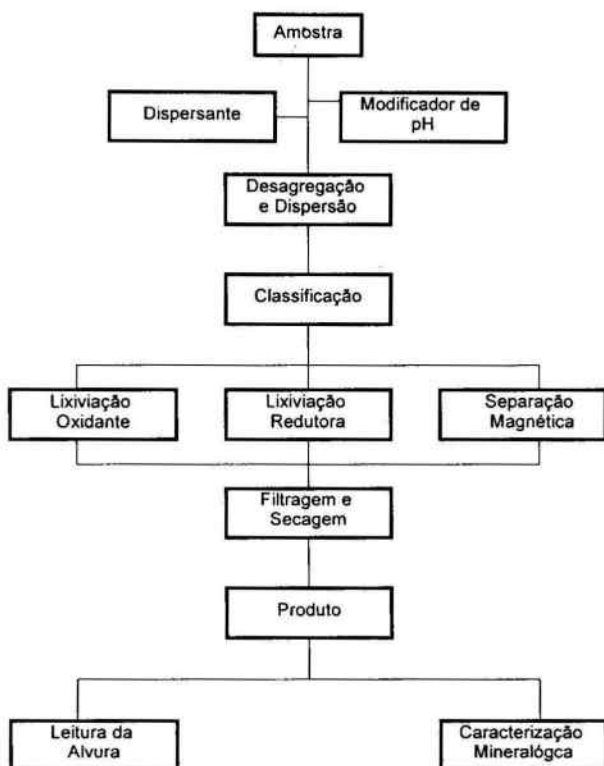 Amostra
Dispersante
Modificador de
pH
Desagregação
e Dispersão
Classificação
Lixiviação
Oxidante
Lixiviação
Redutora
Separação
Magnética
Filtragem e
Secagem
Produto
Leitura da
Alvura
Caracterização
Mineralógca